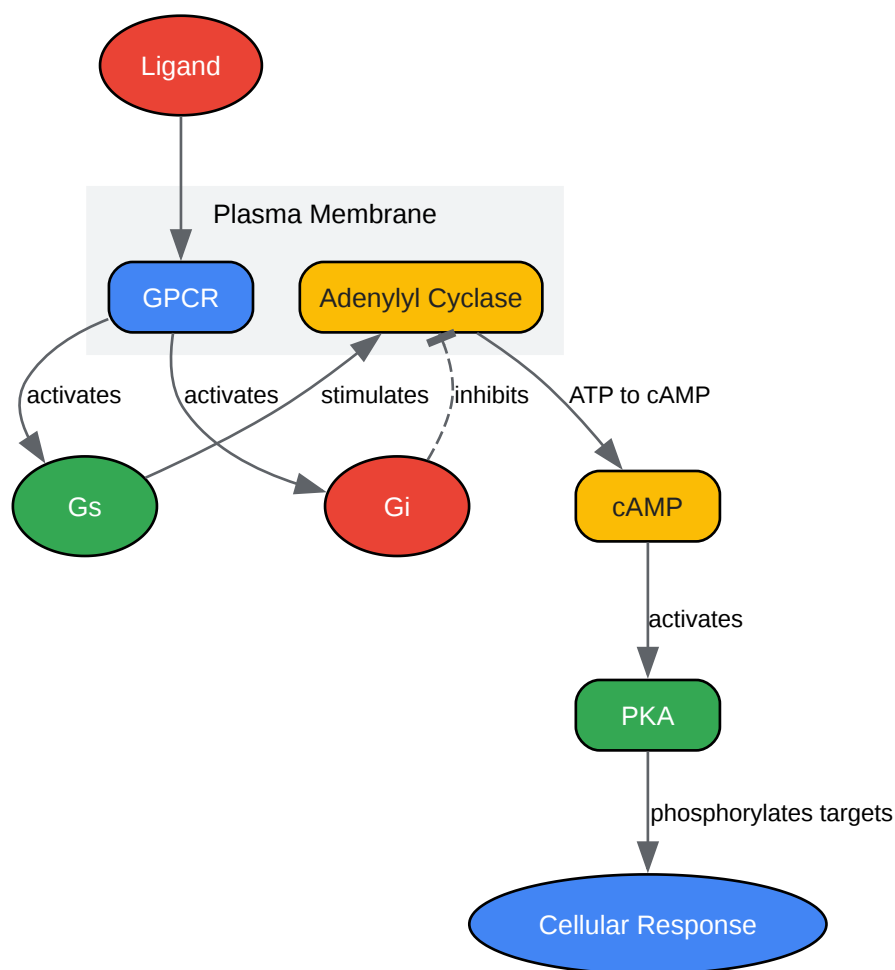 Ligand
Plasma Membrane
GPCR
Adenylyl Cyclase
activates
activates
stimulates
inhibits
ATP to cAMP
Gs
Gi
cAMP
activates
PKA
phosphorylates targets
Cellular Response